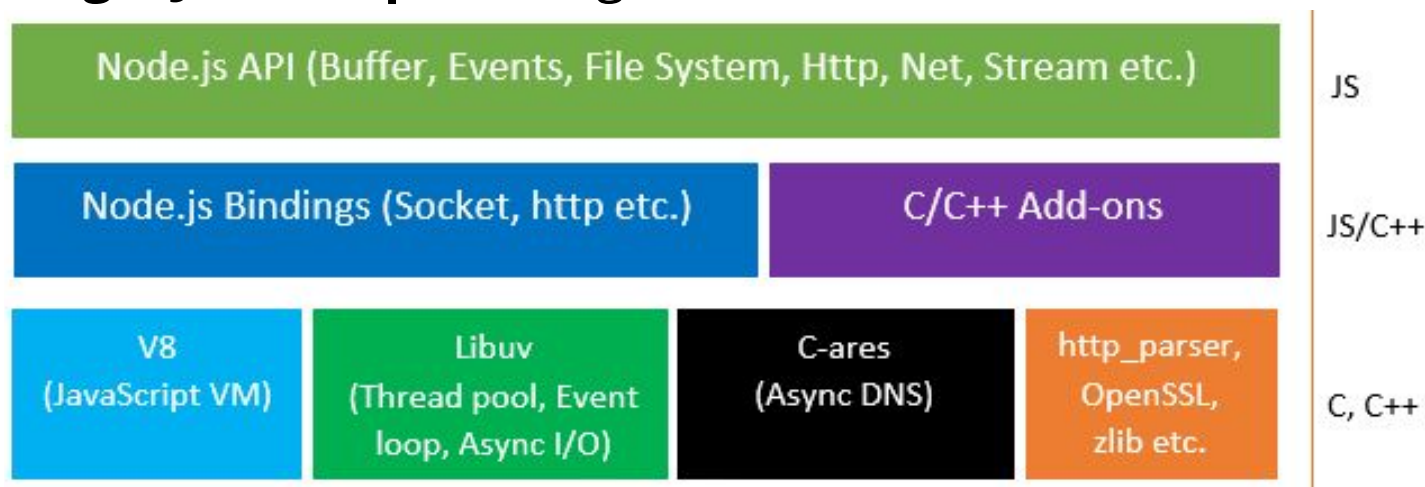 Node.js API (Buffer, Events, File System, Http, Net, Stream etc.)
JS
Node.js Bindings (Socket, http etc.)
C/C++ Add-ons
JS/C++
V8
(JavaScript VM)
Libuv
(Thread pool, Event
loop, Async I/O)
C-ares
(Async DNS)
http_parser,
OpenSSL,
zlib etc.
C, C++